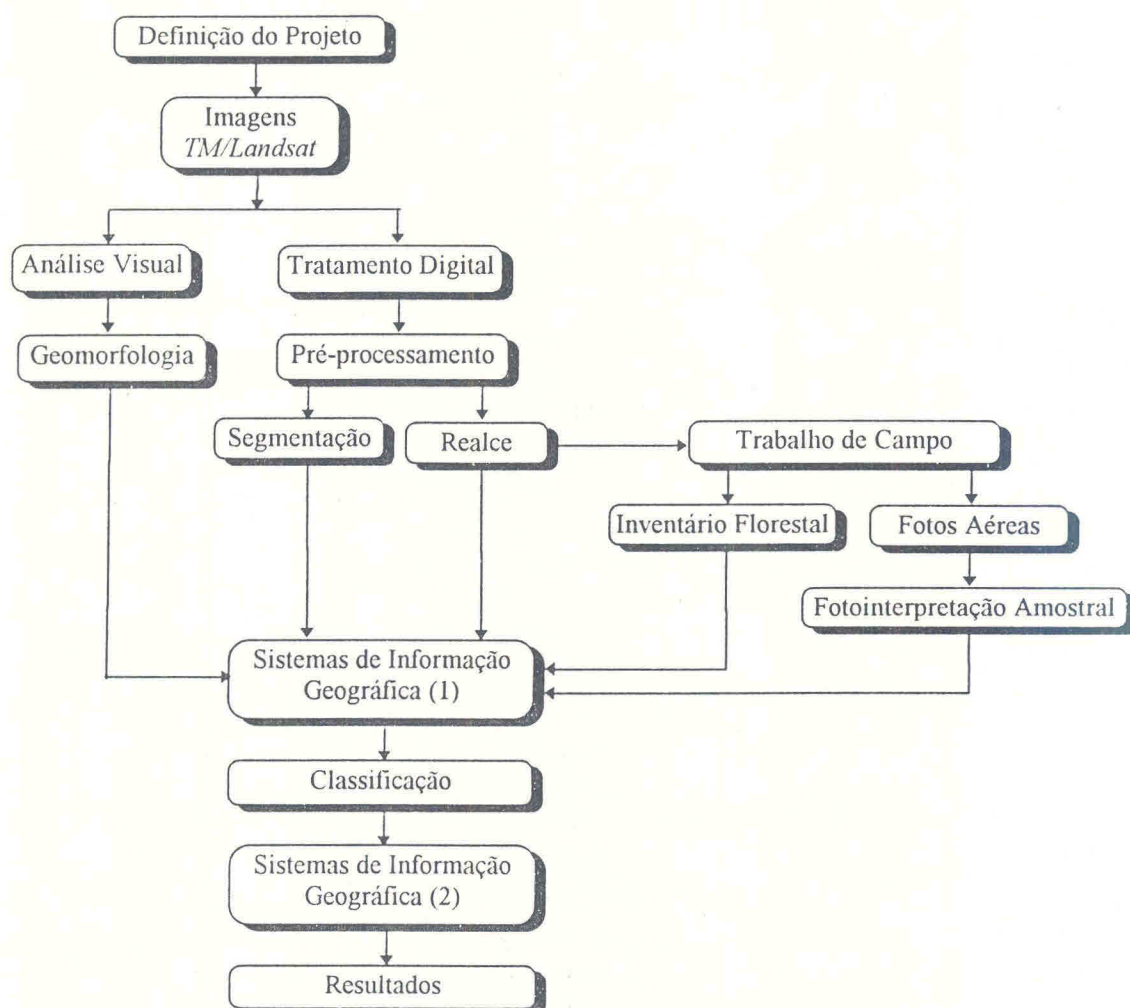 Definição do Projeto
Imagens
TM/Landsat
Análise Visual
Tratamento Digital
Geomorfologia
Pré-processamento
Segmentação
Realce
Trabalho de Campo
Inventário Florestal
Fotos Aéreas
Fotointerpretação Amostral
Sistemas de Informação
Geográfica (1)
Classificação
Sistemas de Informação
Geográfica (2)
Resultados